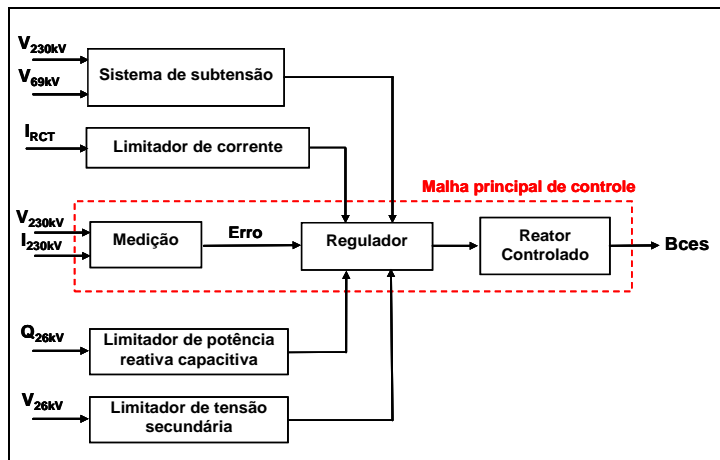 V230kV
V69kV
Sistema de subtensão
IRCT
Limitador de corrente
Malha principal de controle
V230kV
I230kV
Medição
Erro
Regulador
Reator
Controlado
Bces
Q26kV
Limitador de potência
reativa capacitiva
V26kV
Limitador de tensão
secundária